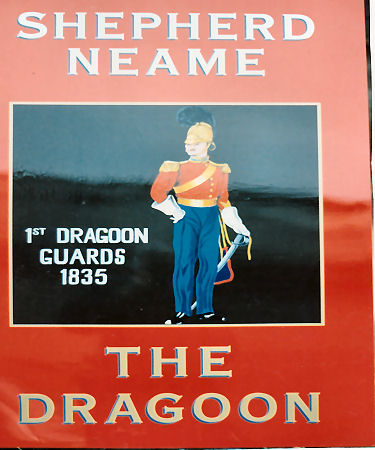 SHEPHERD
NEAME
1ST DRAGOON
GUARDS
1835
THE
DRAGOON